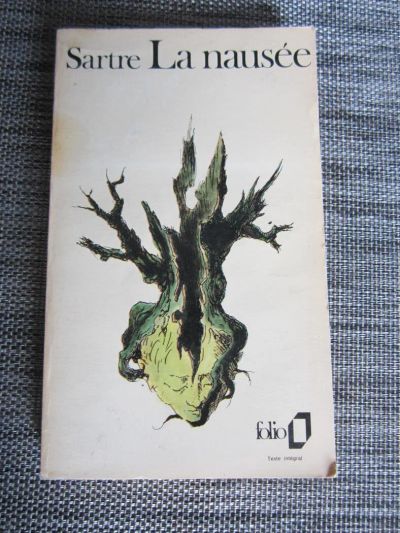 Sartre La nausée
folio
Texte intégral